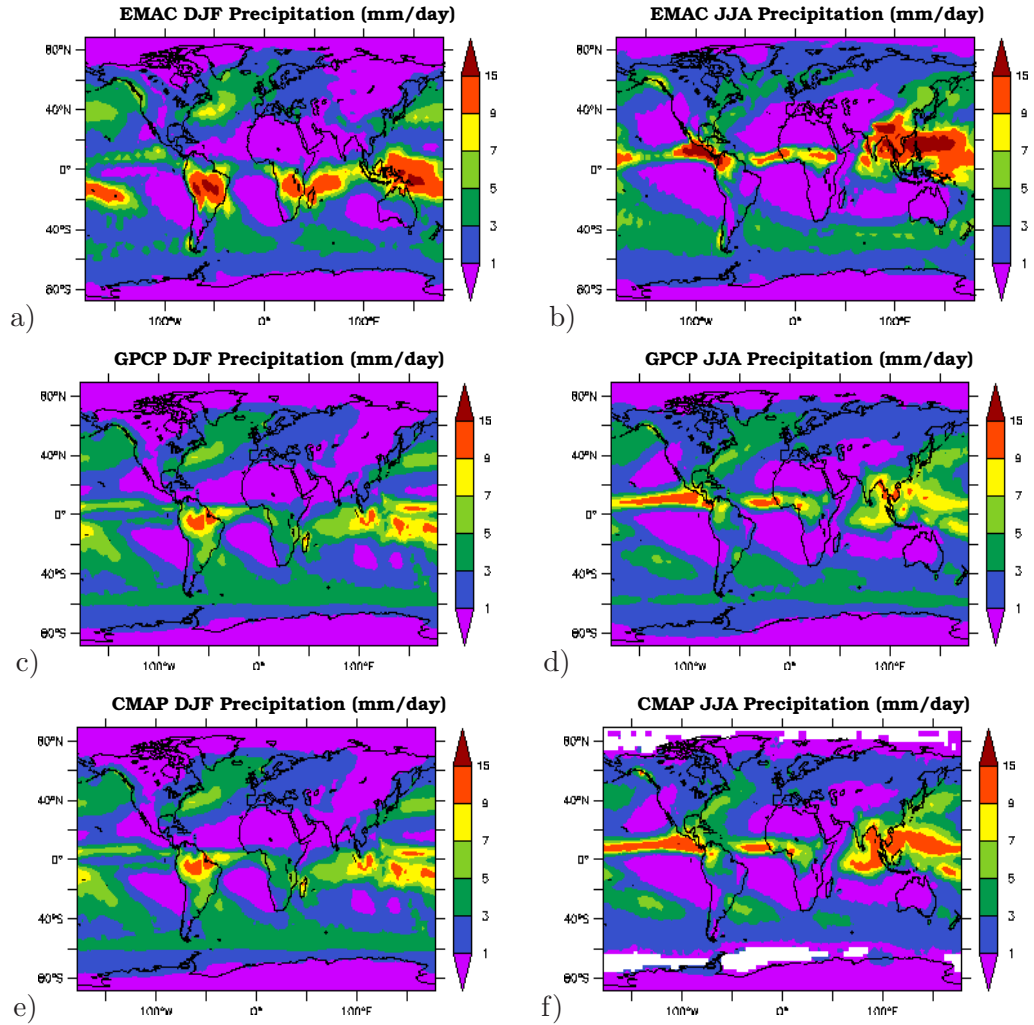 EMAC DJF Precipitation (mm/day)
80°N
40°N
0°
40°S
80°S
100°W 0° 100°E
15
9
7
5
3
1
a)
EMAC JJA Precipitation (mm/day)
80°N
40°N
0°
40°S
80°S
100°W 0° 100°E
15
9
7
5
3
1
b)
GPCP DJF Precipitation (mm/day)
80°N
40°N
0°
40°S
80°S
100°W 0° 100°E
15
9
7
5
3
1
c)
GPCP JJA Precipitation (mm/day)
80°N
40°N
0°
40°S
80°S
100°W 0° 100°E
15
9
7
5
3
1
d)
CMAP DJF Precipitation (mm/day)
80°N
40°N
0°
40°S
80°S
100°W 0° 100°E
15
9
7
5
3
1
e)
CMAP JJA Precipitation (mm/day)
80°N
40°N
0°
40°S
80°S
100°W 0° 100°E
15
9
7
5
3
1
f)